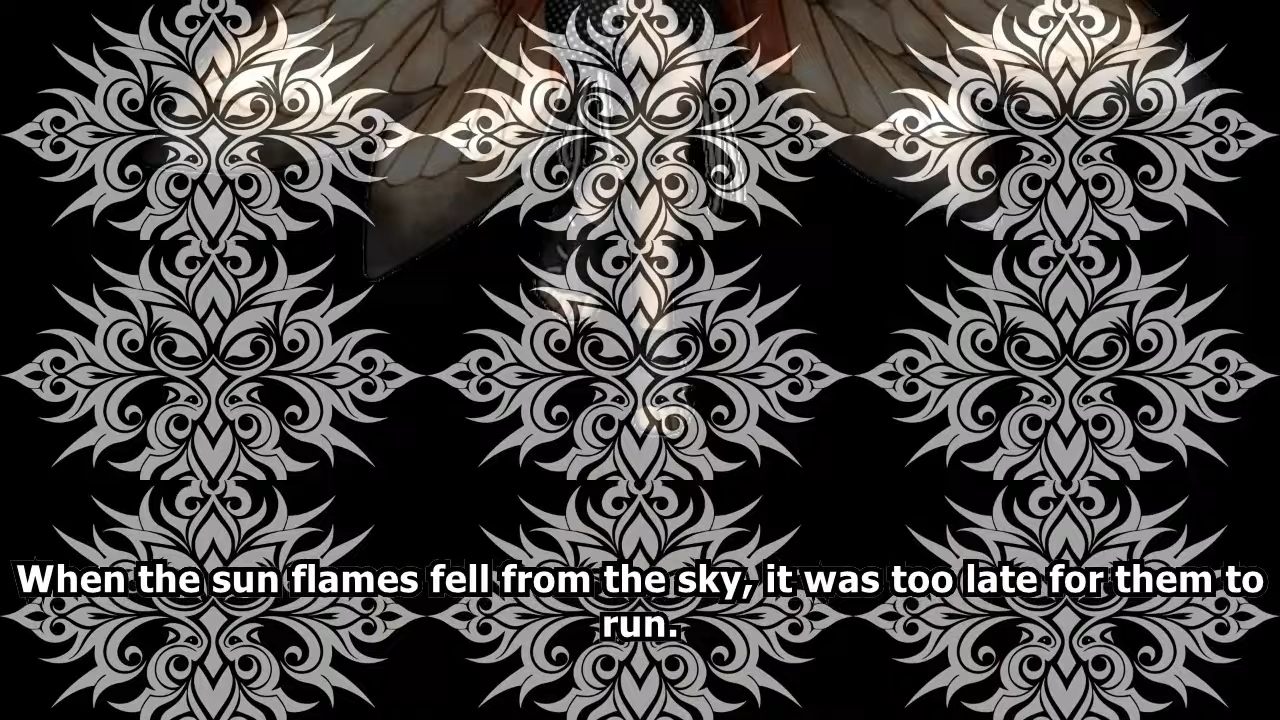 When the sun flames fell from the sky, it was too late for them to
run.